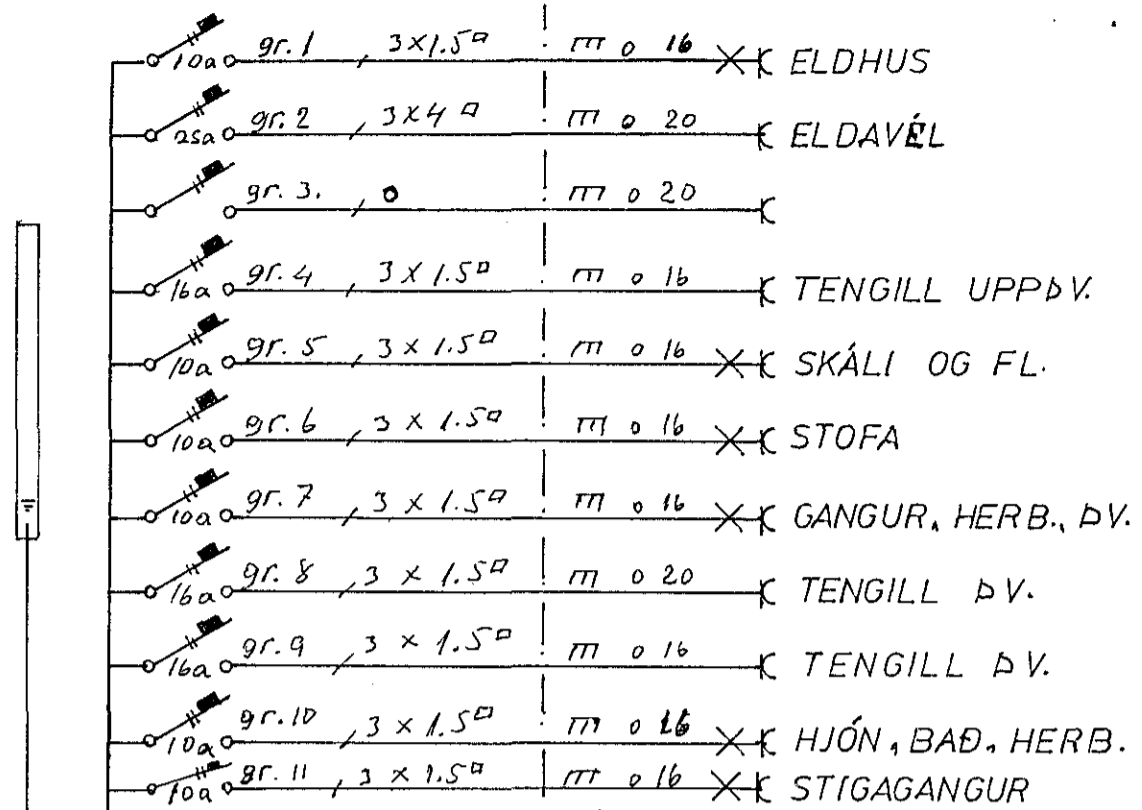 10a gr. 1 3x1.5▫ m o 16 ELDHUS
25a gr. 2 3x4▫ m o 20 ELDAVÉL
gr. 3. o m o 20
16a gr. 4 3x1.5▫ m o 16 TENGILL UPPÞV.
10a gr. 5 3x1.5▫ m o 16 SKÁLI OG FL.
10a gr. 6 3x1.5▫ m o 16 STOFA
10a gr. 7 3x1.5▫ m o 16 GANGUR, HERB., ÞV.
16a gr. 8 3x1.5▫ m o 20 TENGILL ÞV.
16a gr. 9 3x1.5▫ m o 16 TENGILL ÞV.
10a gr. 10 3x1.5▫ m o 16 HJÓN, BAÐ, HERB.
10a gr. 11 3x1.5▫ m o 16 STIGAGANGUR